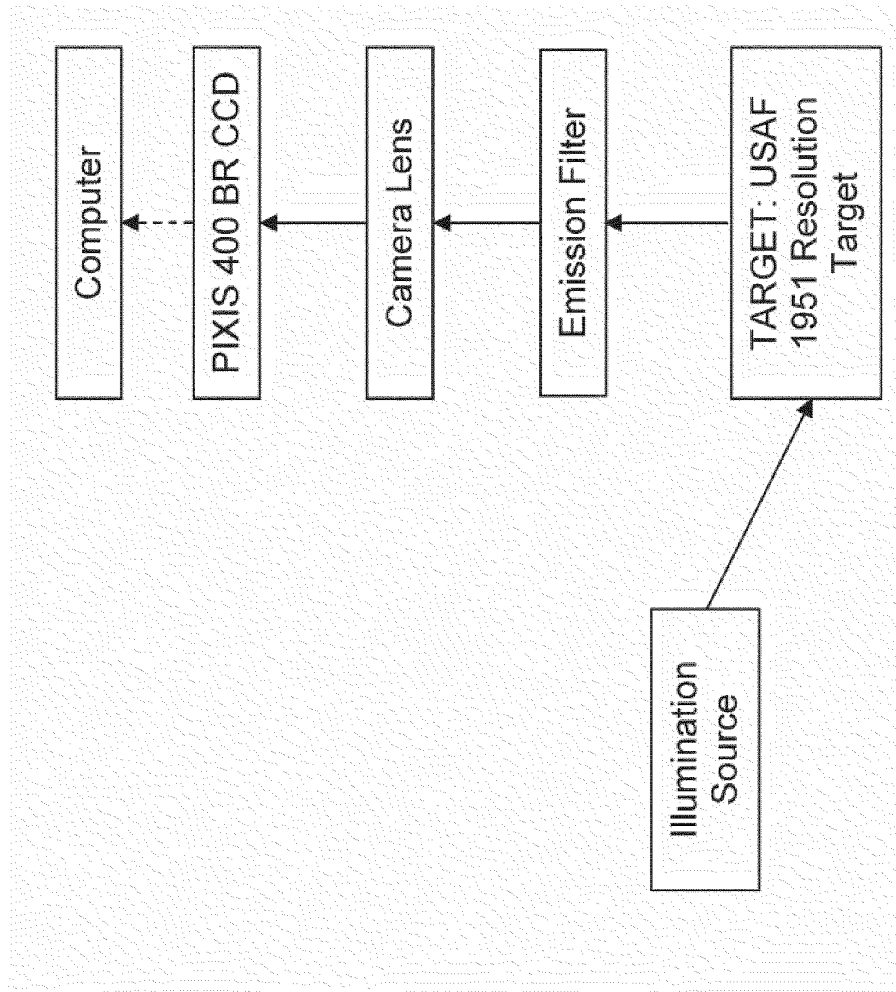 Computer
PIXIS 400 BR CCD
Camera Lens
Emission Filter
TARGET: USAF
1951 Resolution
Target
Illumination
Source